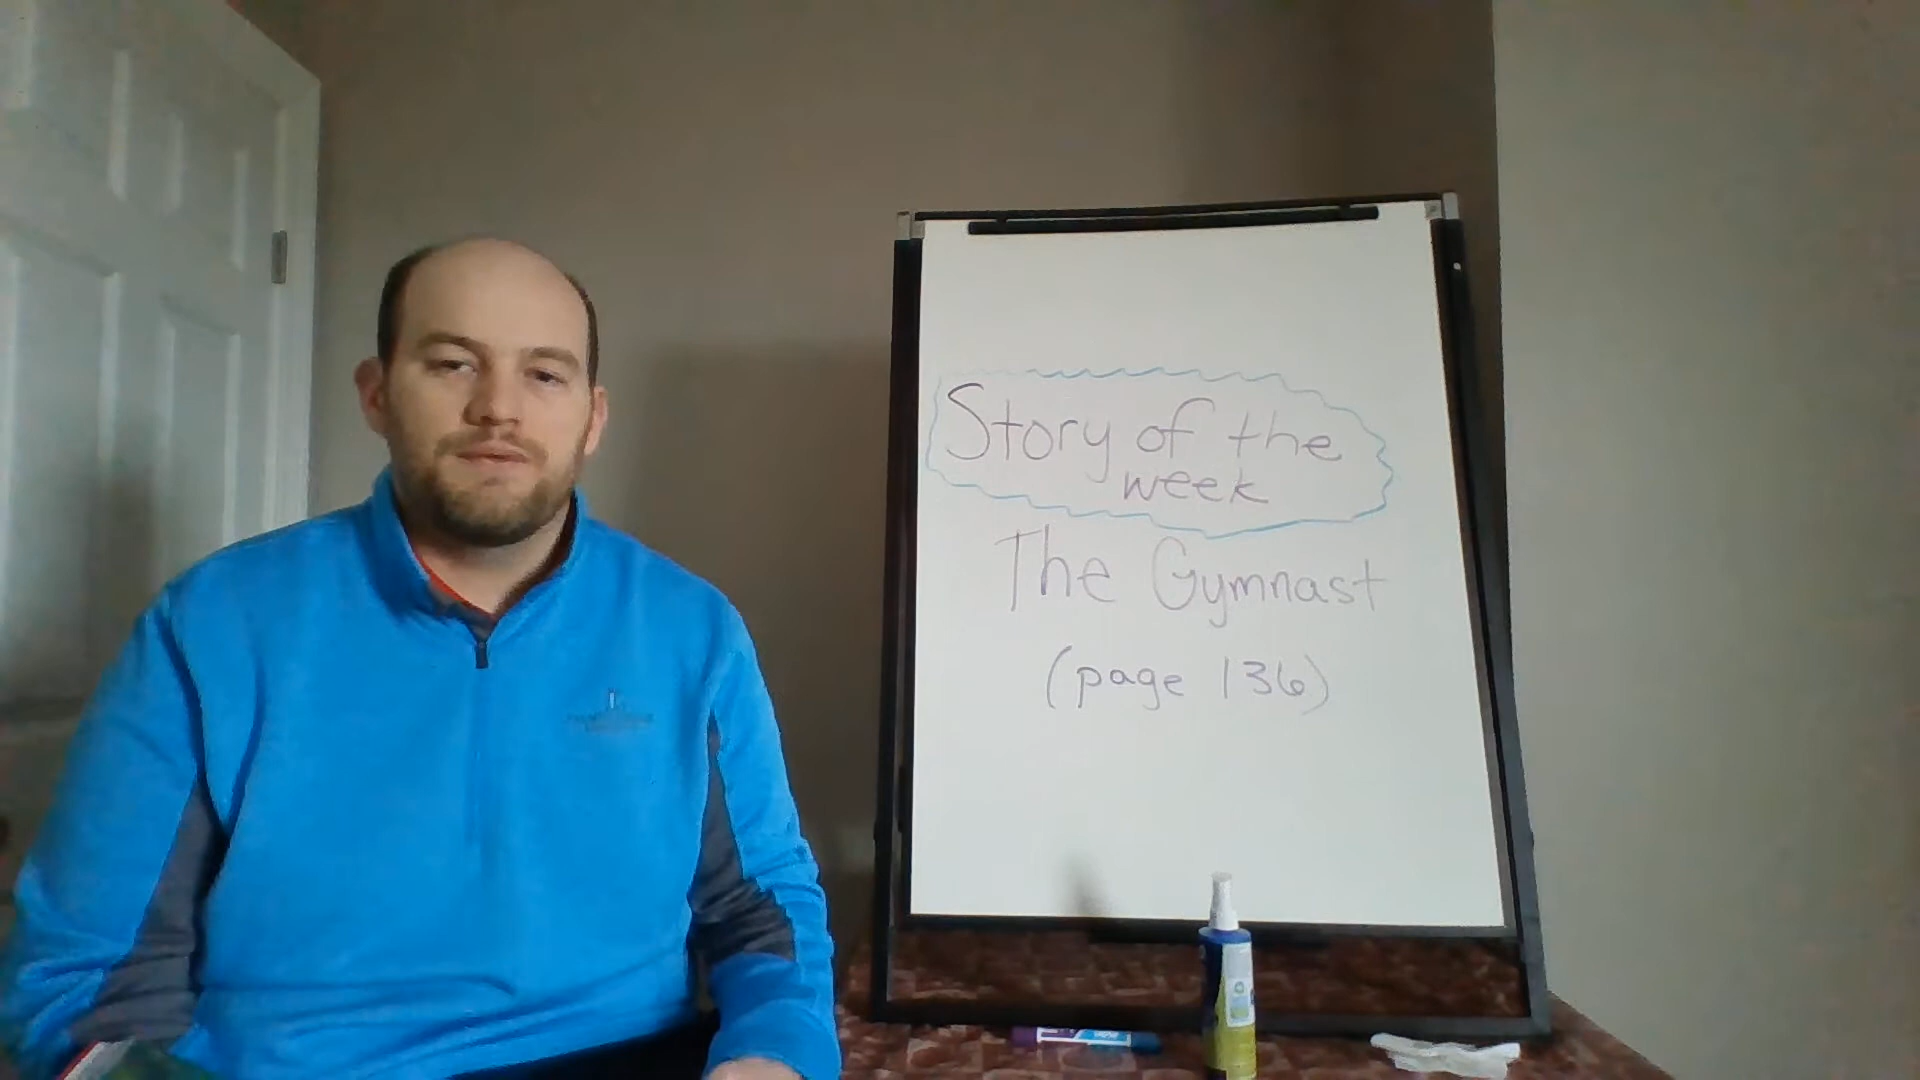 Story of the
week
The Gymnast
(page 136)